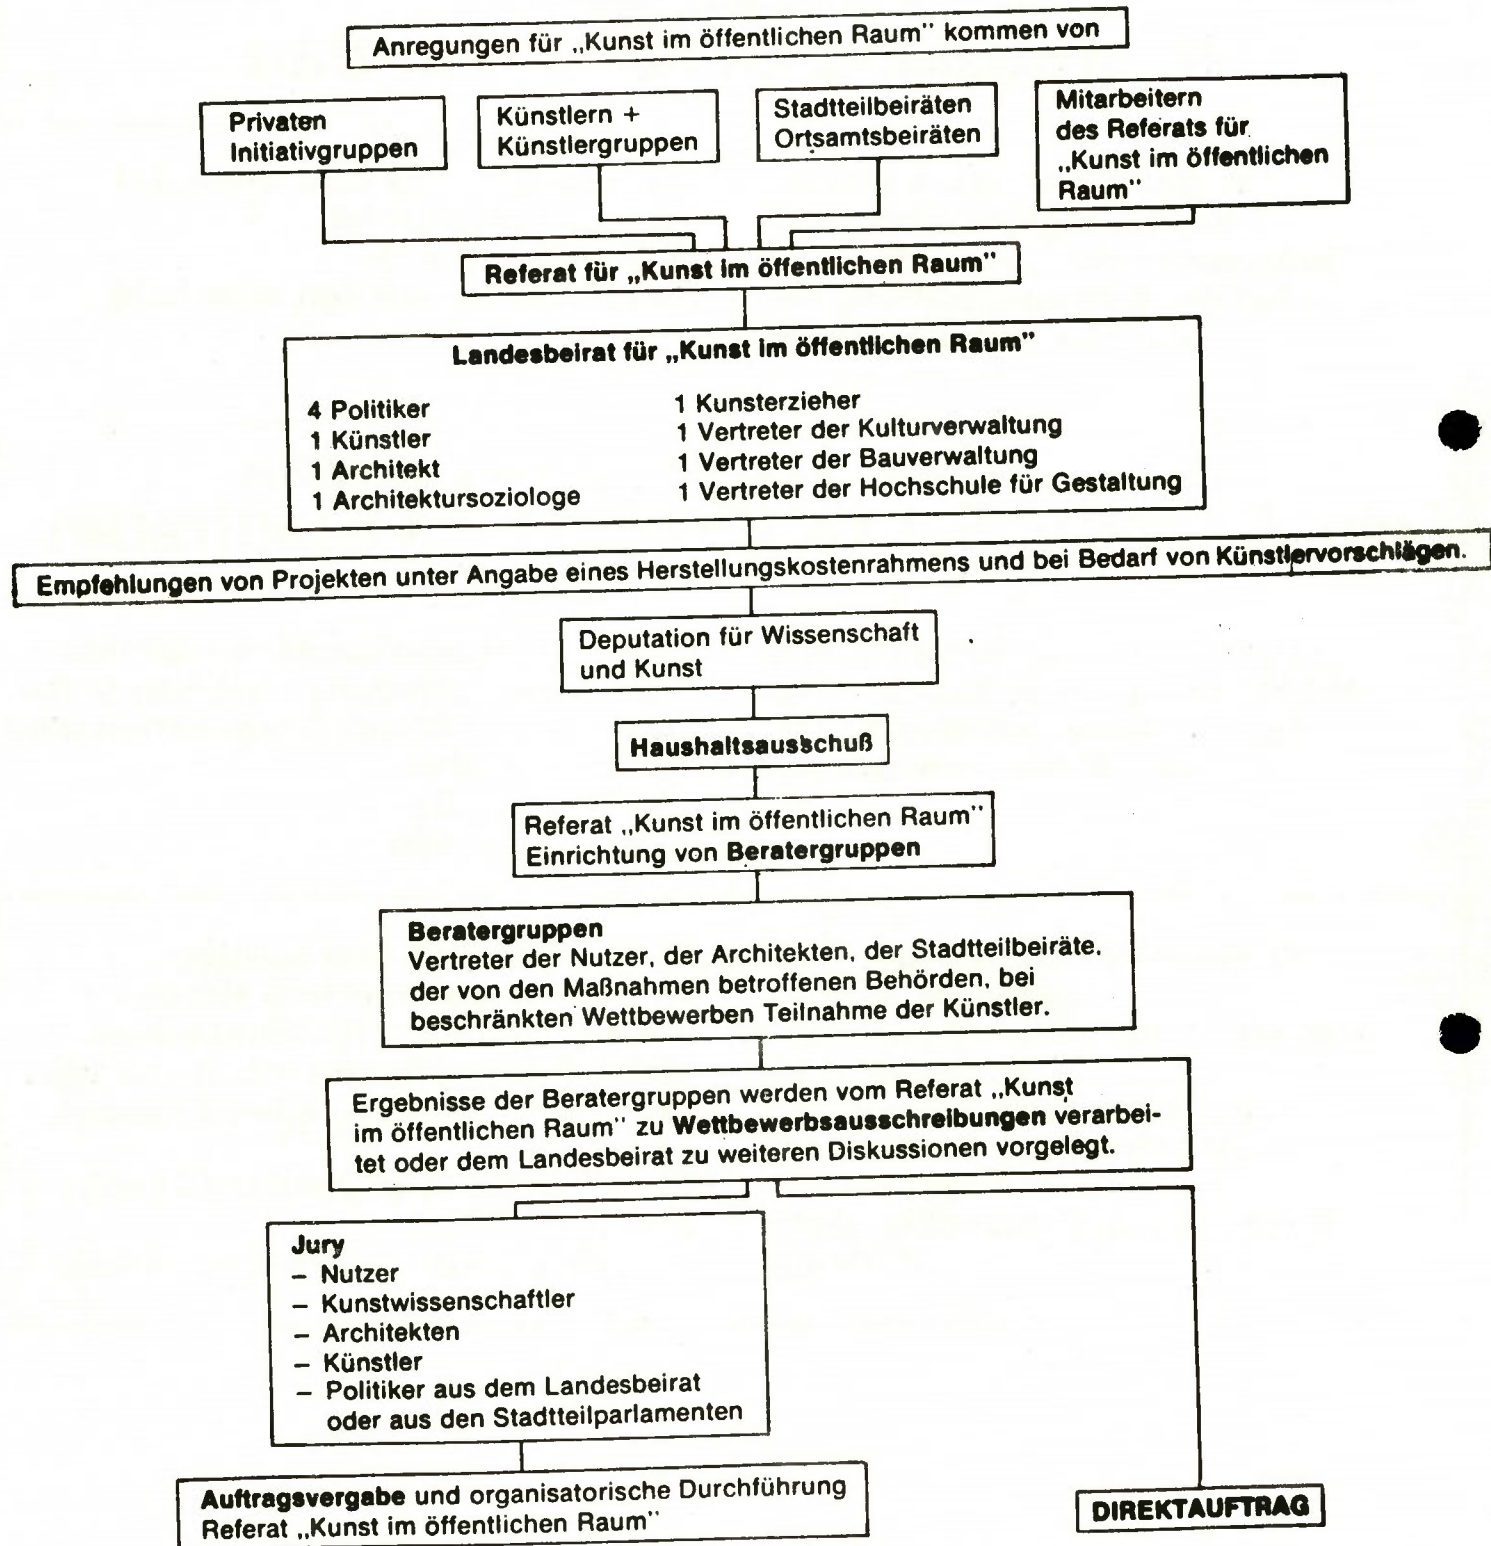 Anregungen für „Kunst im öffentlichen Raum" kommen von
Privaten
Initiativgruppen
Künstlern +
Künstlergruppen
Stadtteilbeiräten
Ortsamtsbeiräten
Mitarbeitern
des Referats für
„Kunst im öffentlichen
Raum"
Referat für „Kunst im öffentlichen Raum"
Landesbeirat für „Kunst im öffentlichen Raum"
4 Politiker
1 Künstler
1 Architekt
1 Architektursoziologe
1 Kunsterzieher
1 Vertreter der Kulturverwaltung
1 Vertreter der Bauverwaltung
1 Vertreter der Hochschule für Gestaltung
Empfehlungen von Projekten unter Angabe eines Herstellungskostenrahmens und bei Bedarf von Künstlervorschlägen.
Deputation für Wissenschaft
und Kunst
Haushaltsausschuß
Referat „Kunst im öffentlichen Raum"
Einrichtung von Beratergruppen
Beratergruppen
Vertreter der Nutzer, der Architekten, der Stadtteilbeiräte,
der von den Maßnahmen betroffenen Behörden, bei
beschränkten Wettbewerben Teilnahme der Künstler.
Ergebnisse der Beratergruppen werden vom Referat „Kunst
im öffentlichen Raum" zu Wettbewerbsausschreibungen verarbei-
tet oder dem Landesbeirat zu weiteren Diskussionen vorgelegt.
Jury
– Nutzer
– Kunstwissenschaftler
– Architekten
– Künstler
– Politiker aus dem Landesbeirat
oder aus den Stadtteilparlamenten
Auftragsvergabe und organisatorische Durchführung
Referat „Kunst im öffentlichen Raum"
DIREKTAUFTRAG